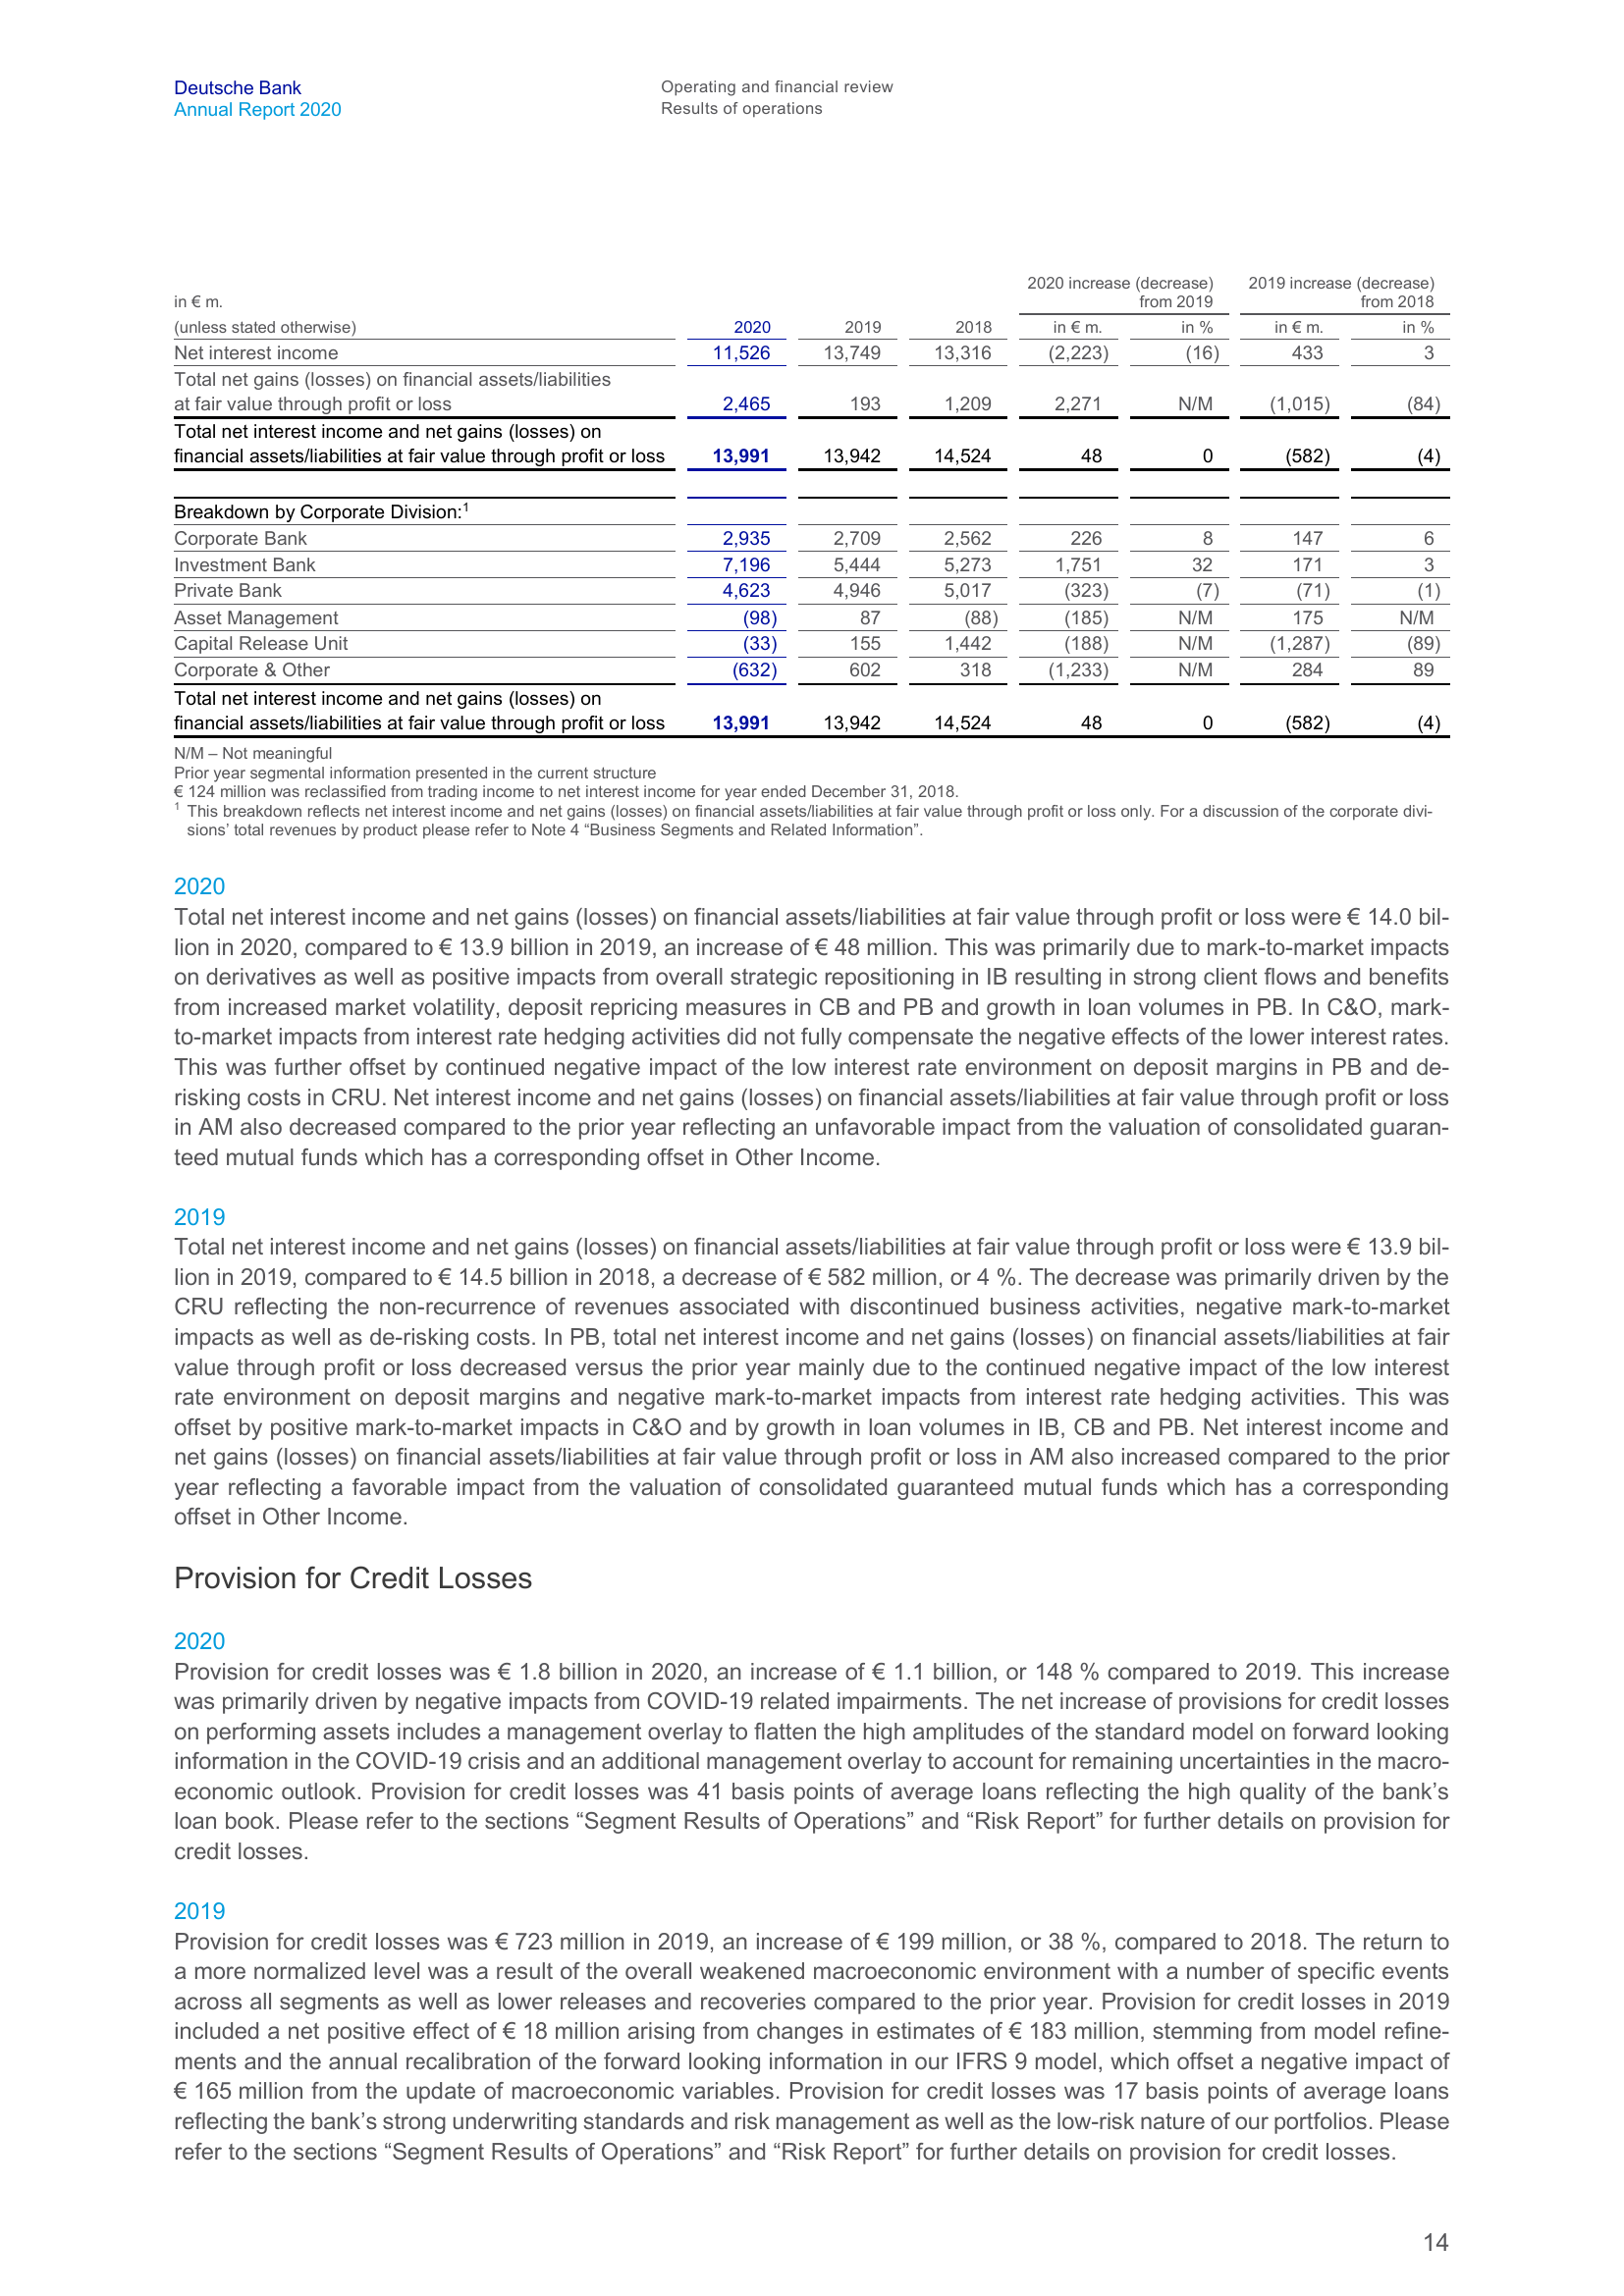 Deutsche Bank
Annual Report 2020
Operating and financial review
Results of operations
2020 increase (decrease) from 2019
2019 increase (decrease) from 2018
in € m.
(unless stated otherwise) 2020 2019 2018 in € m. in % in € m. in %
Net interest income 11,526 13,749 13,316 (2,223) (16) 433 3
Total net gains (losses) on financial assets/liabilities
at fair value through profit or loss 2,465 193 1,209 2,271 N/M (1,015) (84)
Total net interest income and net gains (losses) on
financial assets/liabilities at fair value through profit or loss 13,991 13,942 14,524 48 0 (582) (4)
Breakdown by Corporate Division:1
Corporate Bank 2,935 2,709 2,562 226 8 147 6
Investment Bank 7,196 5,444 5,273 1,751 32 171 3
Private Bank 4,623 4,946 5,017 (323) (7) (71) (1)
Asset Management (98) 87 (88) (185) N/M 175 N/M
Capital Release Unit (33) 155 1,442 (188) N/M (1,287) (89)
Corporate & Other (632) 602 318 (1,233) N/M 284 89
Total net interest income and net gains (losses) on
financial assets/liabilities at fair value through profit or loss 13,991 13,942 14,524 48 0 (582) (4)
N/M – Not meaningful
Prior year segmental information presented in the current structure
€ 124 million was reclassified from trading income to net interest income for year ended December 31, 2018.
1 This breakdown reflects net interest income and net gains (losses) on financial assets/liabilities at fair value through profit or loss only. For a discussion of the corporate divi-
sions’ total revenues by product please refer to Note 4 “Business Segments and Related Information”.
2020
Total net interest income and net gains (losses) on financial assets/liabilities at fair value through profit or loss were € 14.0 bil-
lion in 2020, compared to € 13.9 billion in 2019, an increase of € 48 million. This was primarily due to mark-to-market impacts
on derivatives as well as positive impacts from overall strategic repositioning in IB resulting in strong client flows and benefits
from increased market volatility, deposit repricing measures in CB and PB and growth in loan volumes in PB. In C&O, mark-
to-market impacts from interest rate hedging activities did not fully compensate the negative effects of the lower interest rates.
This was further offset by continued negative impact of the low interest rate environment on deposit margins in PB and de-
risking costs in CRU. Net interest income and net gains (losses) on financial assets/liabilities at fair value through profit or loss
in AM also decreased compared to the prior year reflecting an unfavorable impact from the valuation of consolidated guaran-
teed mutual funds which has a corresponding offset in Other Income.
2019
Total net interest income and net gains (losses) on financial assets/liabilities at fair value through profit or loss were € 13.9 bil-
lion in 2019, compared to € 14.5 billion in 2018, a decrease of € 582 million, or 4 %. The decrease was primarily driven by the
CRU reflecting the non-recurrence of revenues associated with discontinued business activities, negative mark-to-market
impacts as well as de-risking costs. In PB, total net interest income and net gains (losses) on financial assets/liabilities at fair
value through profit or loss decreased versus the prior year mainly due to the continued negative impact of the low interest
rate environment on deposit margins and negative mark-to-market impacts from interest rate hedging activities. This was
offset by positive mark-to-market impacts in C&O and by growth in loan volumes in IB, CB and PB. Net interest income and
net gains (losses) on financial assets/liabilities at fair value through profit or loss in AM also increased compared to the prior
year reflecting a favorable impact from the valuation of consolidated guaranteed mutual funds which has a corresponding
offset in Other Income.
Provision for Credit Losses
2020
Provision for credit losses was € 1.8 billion in 2020, an increase of € 1.1 billion, or 148 % compared to 2019. This increase
was primarily driven by negative impacts from COVID-19 related impairments. The net increase of provisions for credit losses
on performing assets includes a management overlay to flatten the high amplitudes of the standard model on forward looking
information in the COVID-19 crisis and an additional management overlay to account for remaining uncertainties in the macro-
economic outlook. Provision for credit losses was 41 basis points of average loans reflecting the high quality of the bank’s
loan book. Please refer to the sections “Segment Results of Operations” and “Risk Report” for further details on provision for
credit losses.
2019
Provision for credit losses was € 723 million in 2019, an increase of € 199 million, or 38 %, compared to 2018. The return to
a more normalized level was a result of the overall weakened macroeconomic environment with a number of specific events
across all segments as well as lower releases and recoveries compared to the prior year. Provision for credit losses in 2019
included a net positive effect of € 18 million arising from changes in estimates of € 183 million, stemming from model refine-
ments and the annual recalibration of the forward looking information in our IFRS 9 model, which offset a negative impact of
€ 165 million from the update of macroeconomic variables. Provision for credit losses was 17 basis points of average loans
reflecting the bank’s strong underwriting standards and risk management as well as the low-risk nature of our portfolios. Please
refer to the sections “Segment Results of Operations” and “Risk Report” for further details on provision for credit losses.
14